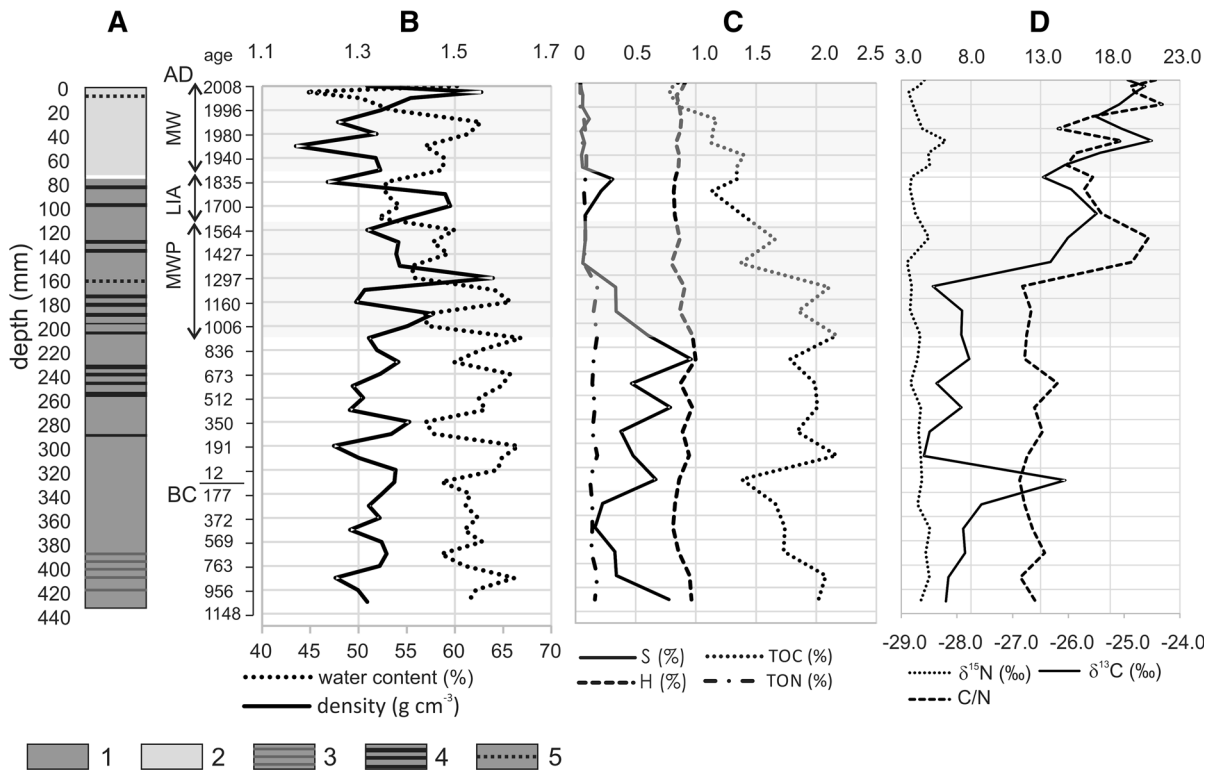 A B C D
1.1 1.3 1.5 1.7
0 0.5 1.0 1.5 2.0 2.5
3.0 8.0 13.0 18.0 23.0
age
AD
depth (mm)
0
20
40
60
80
100
120
140
160
180
200
220
240
260
280
300
320
340
360
380
400
420
440
MW
LIA
MWP
BC
2008
1996
1980
1940
1835
1700
1564
1427
1297
1160
1006
836
673
512
350
191
12
177
372
569
763
956
1148
40 45 50 55 60 65 70
-29.0 -28.0 -27.0 -26.0 -25.0 -24.0
water content (%)
density (g cm⁻³)
S (%) TOC (%)
H (%) TON (%)
δ¹⁵N (‰) δ¹³C (‰)
C/N
1 2 3 4 5